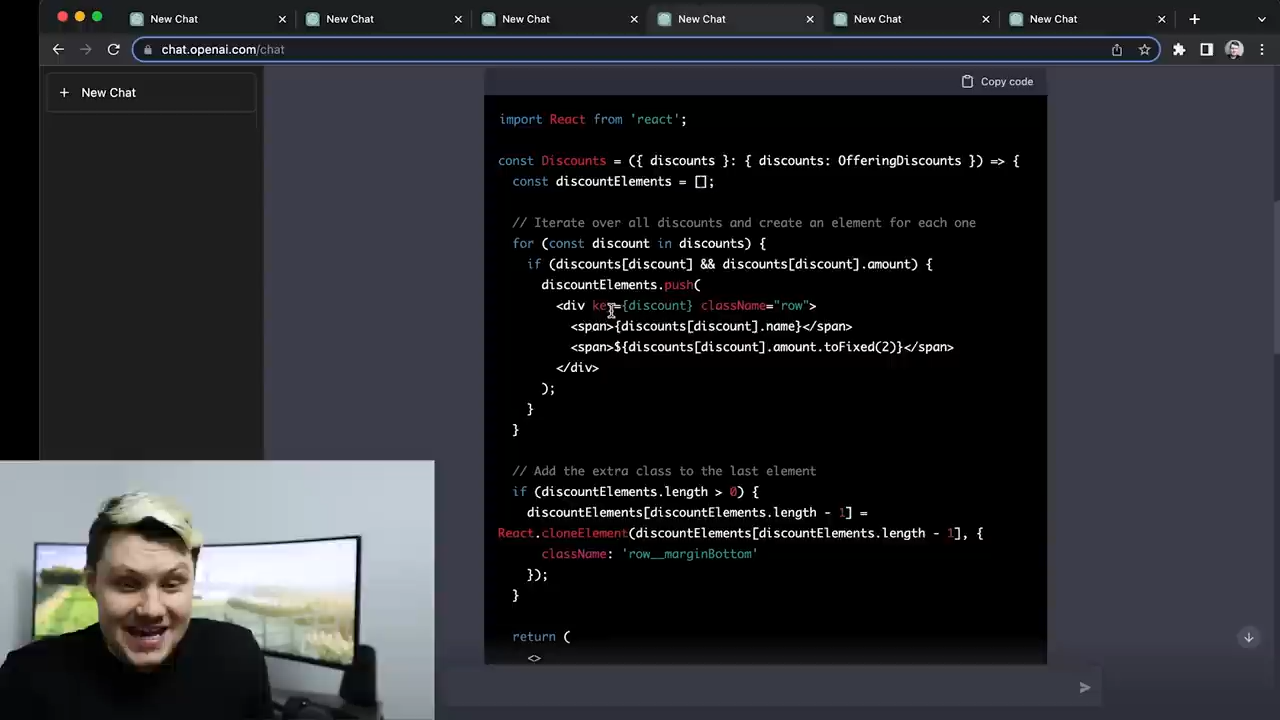 New Chat
New Chat
New Chat
New Chat
New Chat
New Chat
chat.openai.com/chat
+ New Chat
Copy code
import React from 'react';
const Discounts = ({ discounts }: { discounts: OfferingDiscounts }) => {
const discountElements = [];
// Iterate over all discounts and create an element for each one
for (const discount in discounts) {
if (discounts[discount] && discounts[discount].amount) {
discountElements.push(
<div key={discount} className="row">
<span>{discounts[discount].name}</span>
<span>${discounts[discount].amount.toFixed(2)}</span>
</div>
);
}
}
// Add the extra class to the last element
if (discountElements.length > 0) {
discountElements[discountElements.length - 1] =
React.cloneElement(discountElements[discountElements.length - 1], {
className: 'row__marginBottom'
});
}
return (
<>